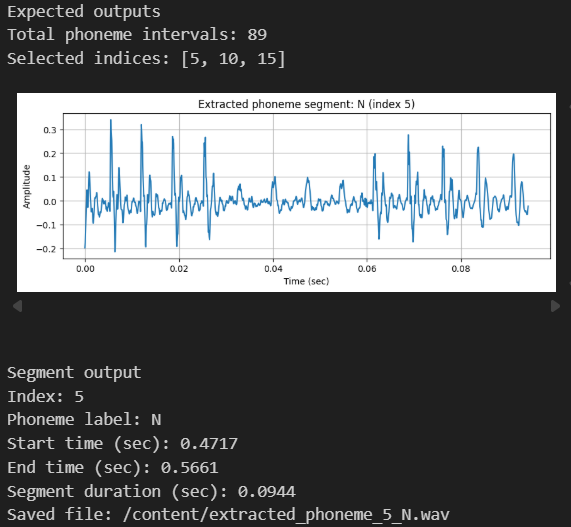 Expected outputs
Total phoneme intervals: 89
Selected indices: [5, 10, 15]
Extracted phoneme segment: N (index 5)
Amplitude
0.3
0.2
0.1
0.0
−0.1
−0.2
0.00 0.02 0.04 0.06 0.08
Time (sec)
Segment output
Index: 5
Phoneme label: N
Start time (sec): 0.4717
End time (sec): 0.5661
Segment duration (sec): 0.0944
Saved file: /content/extracted_phoneme_5_N.wav